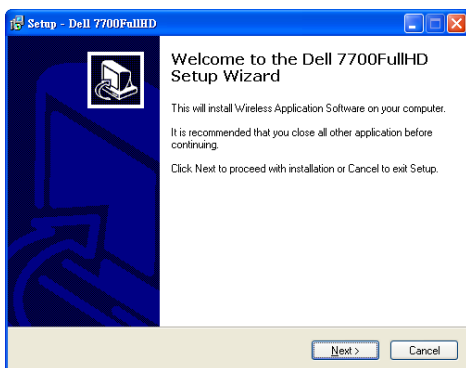 Setup - Dell 7700FullHD
Welcome to the Dell 7700FullHD
Setup Wizard
This will install Wireless Application Software on your computer.
It is recommended that you close all other application before
continuing.
Click Next to proceed with installation or Cancel to exit Setup.
Next >
Cancel